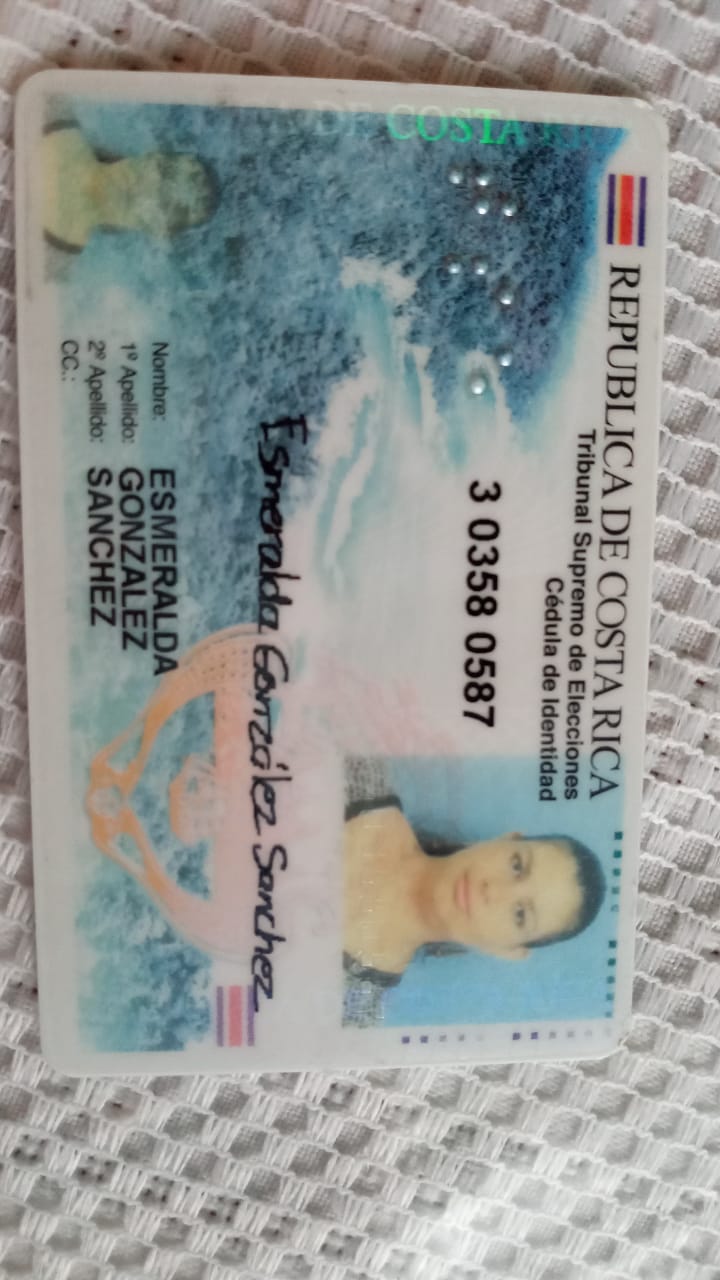 REPUBLICA DE COSTA RICA
Tribunal Supremo de Elecciones
Cédula de Identidad
3 0358 0587
Esmeralda González Sanchez
Nombre: ESMERALDA
1º Apellido: GONZALEZ
2º Apellido: SANCHEZ
CC.:
DE COSTA RICA